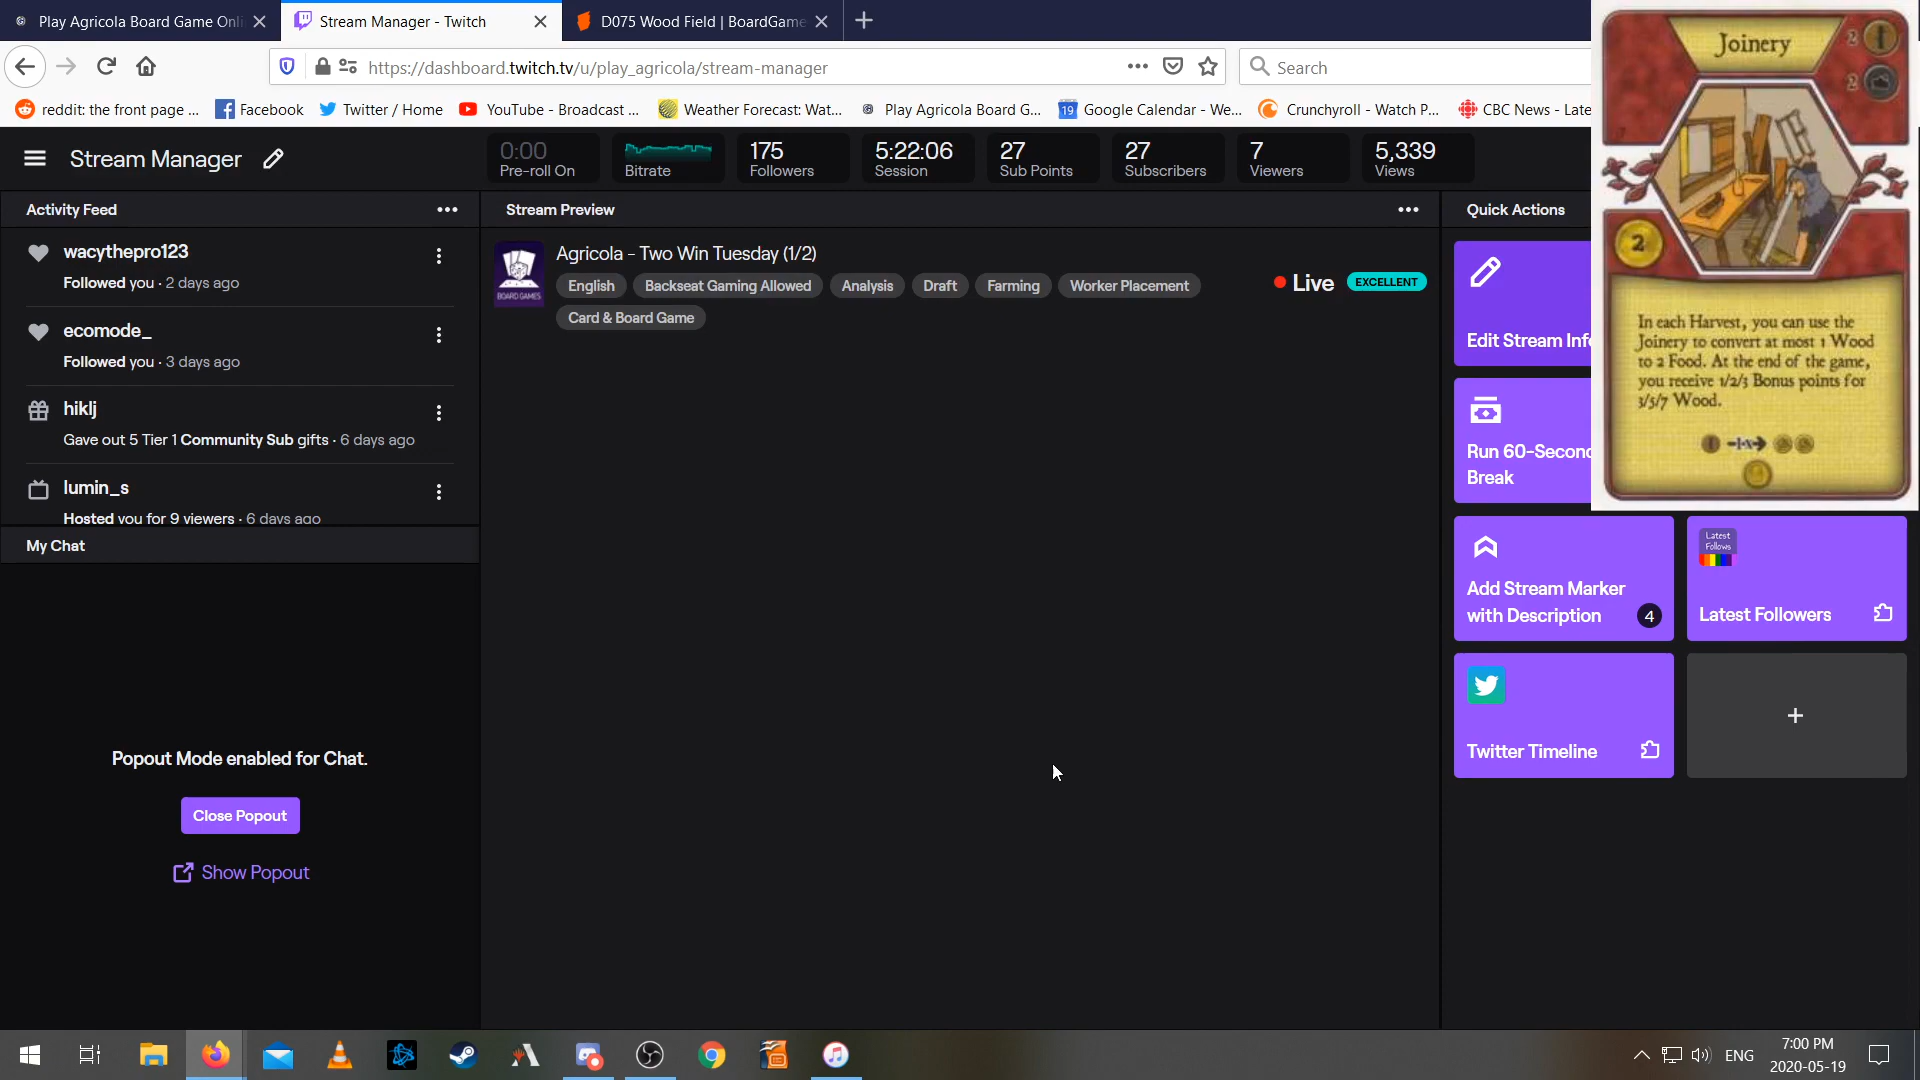 Play Agricola Board Game Onli
Stream Manager - Twitch
D075 Wood Field | BoardGame
https://dashboard.twitch.tv/u/play_agricola/stream-manager
Search
reddit: the front page ...
Facebook
Twitter / Home
YouTube - Broadcast ...
Weather Forecast: Wat...
Play Agricola Board G...
19
Google Calendar - We...
Crunchyroll - Watch P...
CBC News - Late
Stream Manager
0:00
Pre-roll On
Bitrate
175
Followers
5:22:06
Session
27
Sub Points
27
Subscribers
7
Viewers
5,339
Views
Activity Feed
wacythepro123
Followed you · 2 days ago
ecomode_
Followed you · 3 days ago
hiklj
Gave out 5 Tier 1 Community Sub gifts · 6 days ago
lumin_s
Hosted you for 9 viewers · 6 days ago
My Chat
Popout Mode enabled for Chat.
Close Popout
Show Popout
Stream Preview
BOARD GAMES
Agricola - Two Win Tuesday (1/2)
English
Backseat Gaming Allowed
Analysis
Draft
Farming
Worker Placement
Card & Board Game
Live
EXCELLENT
Quick Actions
Edit Stream Info
Run 60-Second
Break
Add Stream Marker
with Description
4
Latest
Follows
Latest Followers
Twitter Timeline
+
Joinery
2
2
2
In each Harvest, you can use the
Joinery to convert at most 1 Wood
to 2 Food. At the end of the game,
you receive 1/2/3 Bonus points for
3/5/7 Wood.
ENG
7:00 PM
2020-05-19